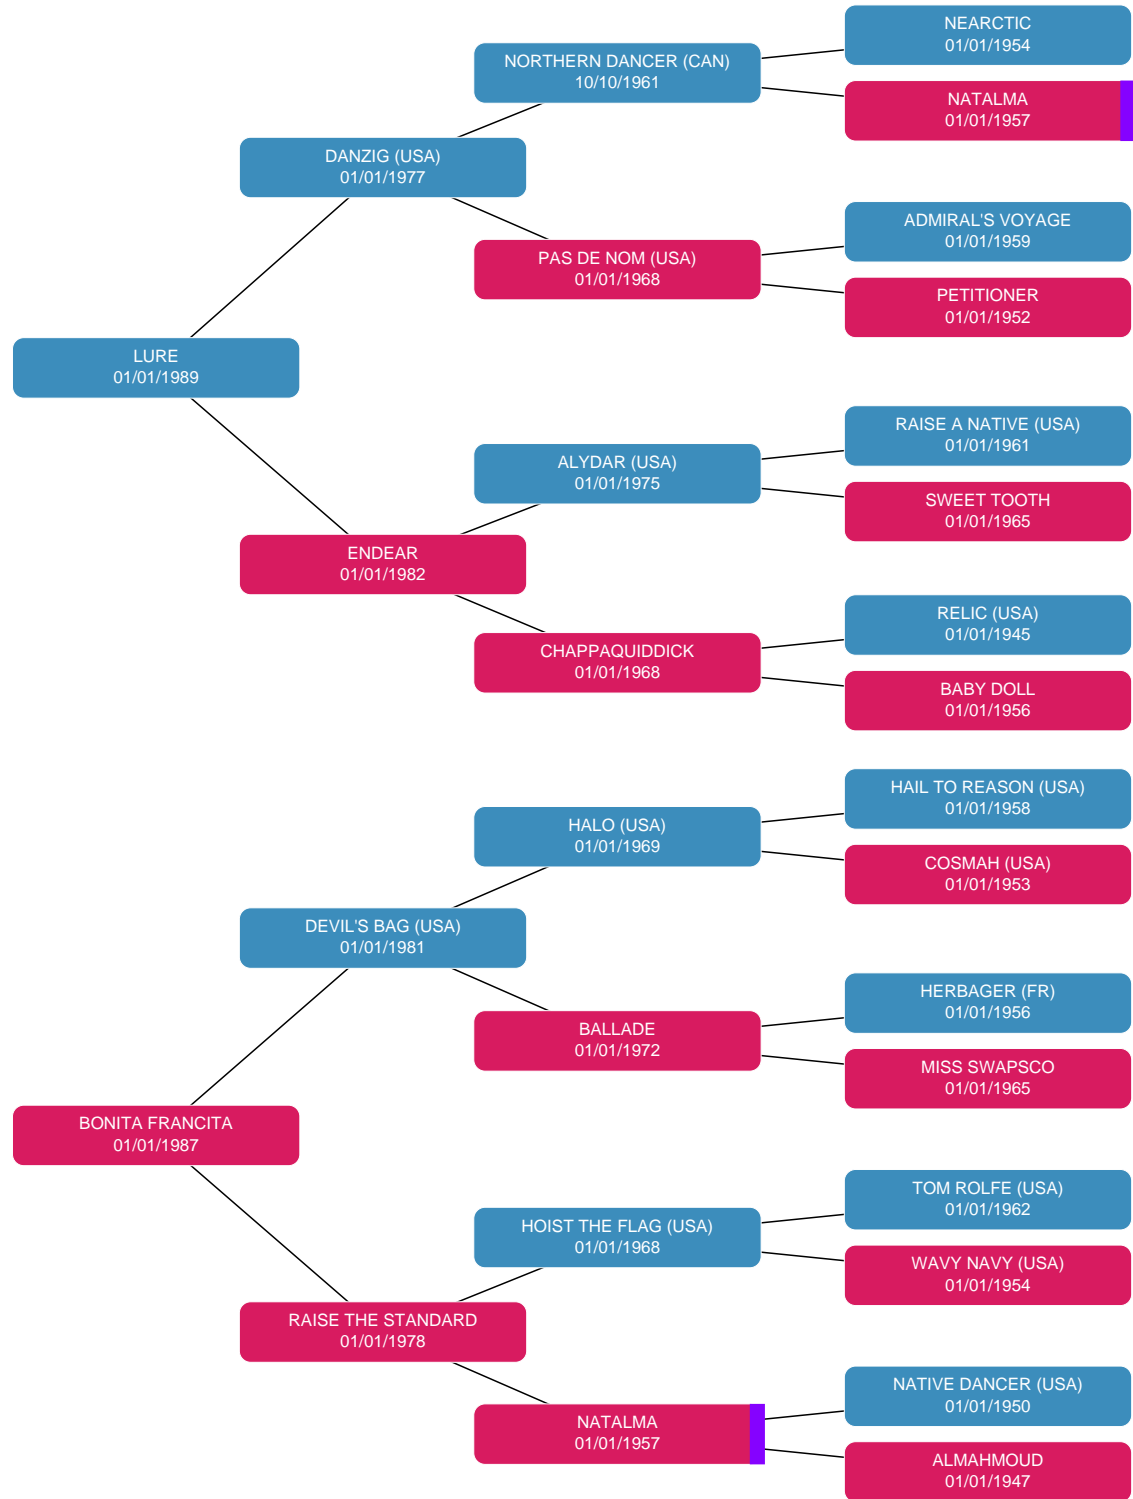 NEARCTIC
01/01/1954
NORTHERN DANCER (CAN)
10/10/1961
NATALMA
01/01/1957
DANZIG (USA)
01/01/1977
ADMIRAL'S VOYAGE
01/01/1959
PAS DE NOM (USA)
01/01/1968
PETITIONER
01/01/1952
LURE
01/01/1989
RAISE A NATIVE (USA)
01/01/1961
ALYDAR (USA)
01/01/1975
SWEET TOOTH
01/01/1965
ENDEAR
01/01/1982
RELIC (USA)
01/01/1945
CHAPPAQUIDDICK
01/01/1968
BABY DOLL
01/01/1956
HAIL TO REASON (USA)
01/01/1958
HALO (USA)
01/01/1969
COSMAH (USA)
01/01/1953
DEVIL'S BAG (USA)
01/01/1981
HERBAGER (FR)
01/01/1956
BALLADE
01/01/1972
MISS SWAPSCO
01/01/1965
BONITA FRANCITA
01/01/1987
TOM ROLFE (USA)
01/01/1962
HOIST THE FLAG (USA)
01/01/1968
WAVY NAVY (USA)
01/01/1954
RAISE THE STANDARD
01/01/1978
NATIVE DANCER (USA)
01/01/1950
NATALMA
01/01/1957
ALMAHMOUD
01/01/1947